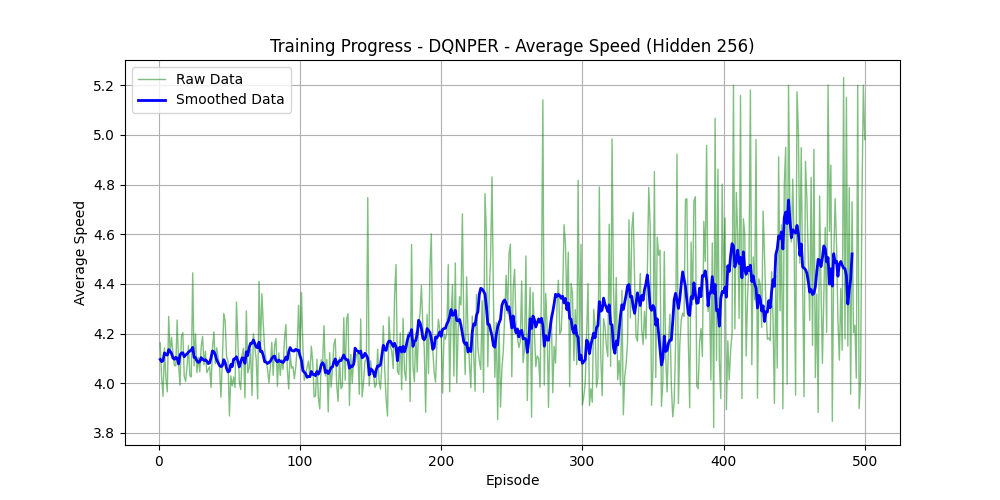 Training Progress - DQNPER - Average Speed (Hidden 256)
Raw Data
Smoothed Data
Average Speed
5.2
5.0
4.8
4.6
4.4
4.2
4.0
3.8
0 100 200 300 400 500
Episode